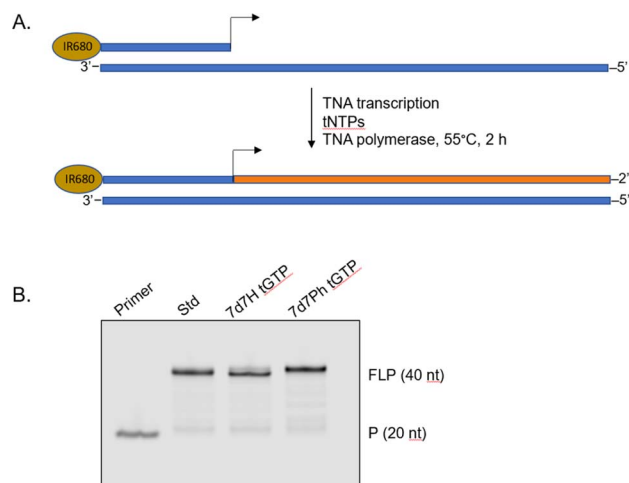 A.
IR680
3’–
–5’
TNA transcription
tNTPs
TNA polymerase, 55°C, 2 h
IR680
–2’
3’–
–5’
B.
Primer
Std
7d7H tGTP
7d7Ph tGTP
FLP (40 nt)
P (20 nt)